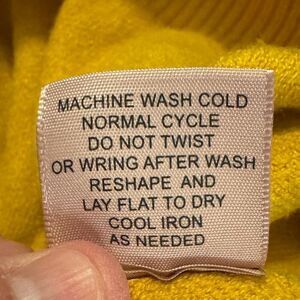 MACHINE WASH COLD
NORMAL CYCLE
DO NOT TWIST
OR WRING AFTER WASH
RESHAPE AND
LAY FLAT TO DRY
COOL IRON
AS NEEDED